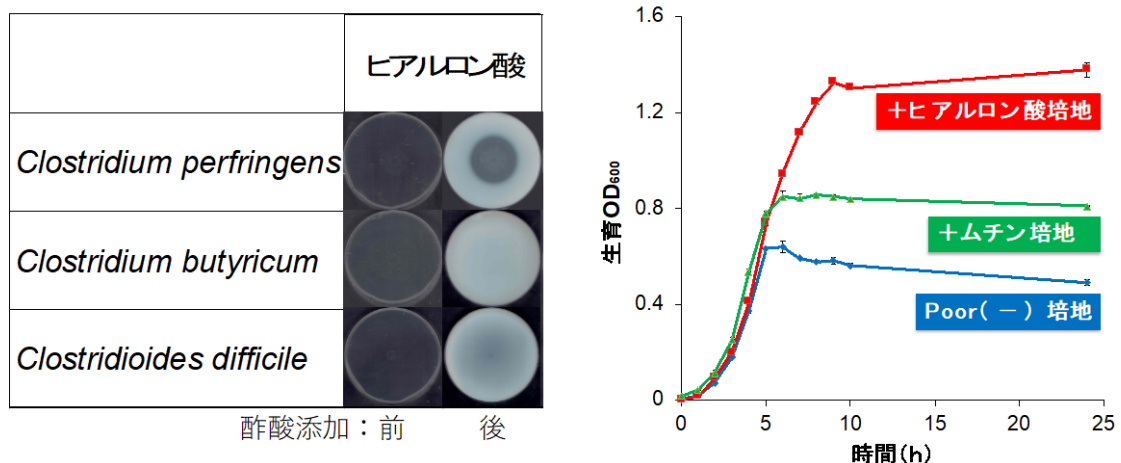 ヒアルロン酸
Clostridium perfringens
Clostridium butyricum
Clostridioides difficile
酢酸添加：前 後
1.6
1.2
0.8
0.4
0
生育OD600
0 5 10 15 20 25
時間(h)
＋ヒアルロン酸培地
＋ムチン培地
Poor(－)培地